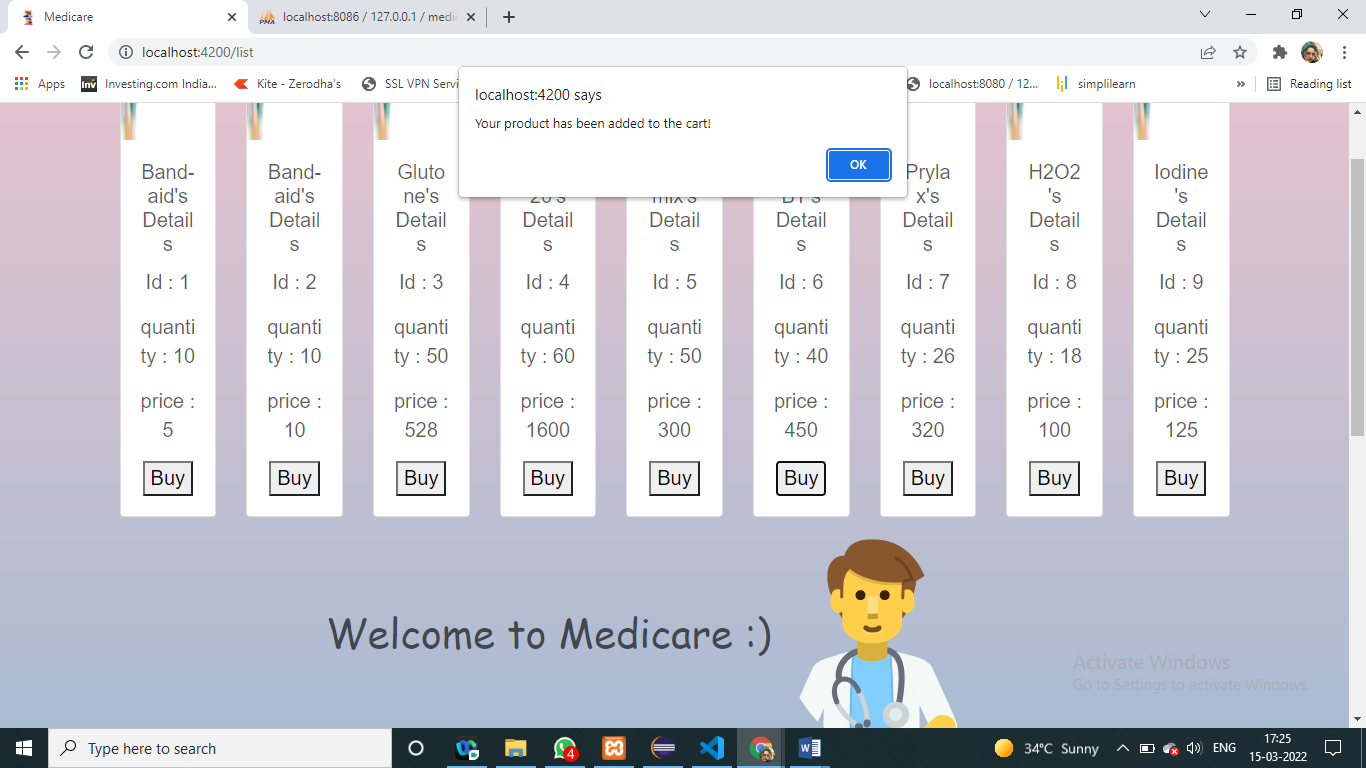 Medicare
localhost:8086 / 127.0.0.1 / medic
localhost:4200/list
Apps
Investing.com India...
Kite - Zerodha's
SSL VPN Servi
localhost:8080 / 12...
simplilearn
»
Reading list
localhost:4200 says
Your product has been added to the cart!
OK
Band-
aid's
Detail
s
Id : 1
quanti
ty : 10
price :
5
Buy
Band-
aid's
Detail
s
Id : 2
quanti
ty : 10
price :
10
Buy
Gluto
ne's
Detail
s
Id : 3
quanti
ty : 50
price :
528
Buy
20's
Detail
s
Id : 4
quanti
ty : 60
price :
1600
Buy
mix's
Detail
s
Id : 5
quanti
ty : 50
price :
300
Buy
Detail
s
Id : 6
quanti
ty : 40
price :
450
Buy
Pryla
x's
Detail
s
Id : 7
quanti
ty : 26
price :
320
Buy
H2O2
's
Detail
s
Id : 8
quanti
ty : 18
price :
100
Buy
Iodine
's
Detail
s
Id : 9
quanti
ty : 25
price :
125
Buy
Welcome to Medicare :)
Activate Windows
Go to Settings to activate Windows.
Type here to search
4
34°C Sunny
ENG
17:25
15-03-2022